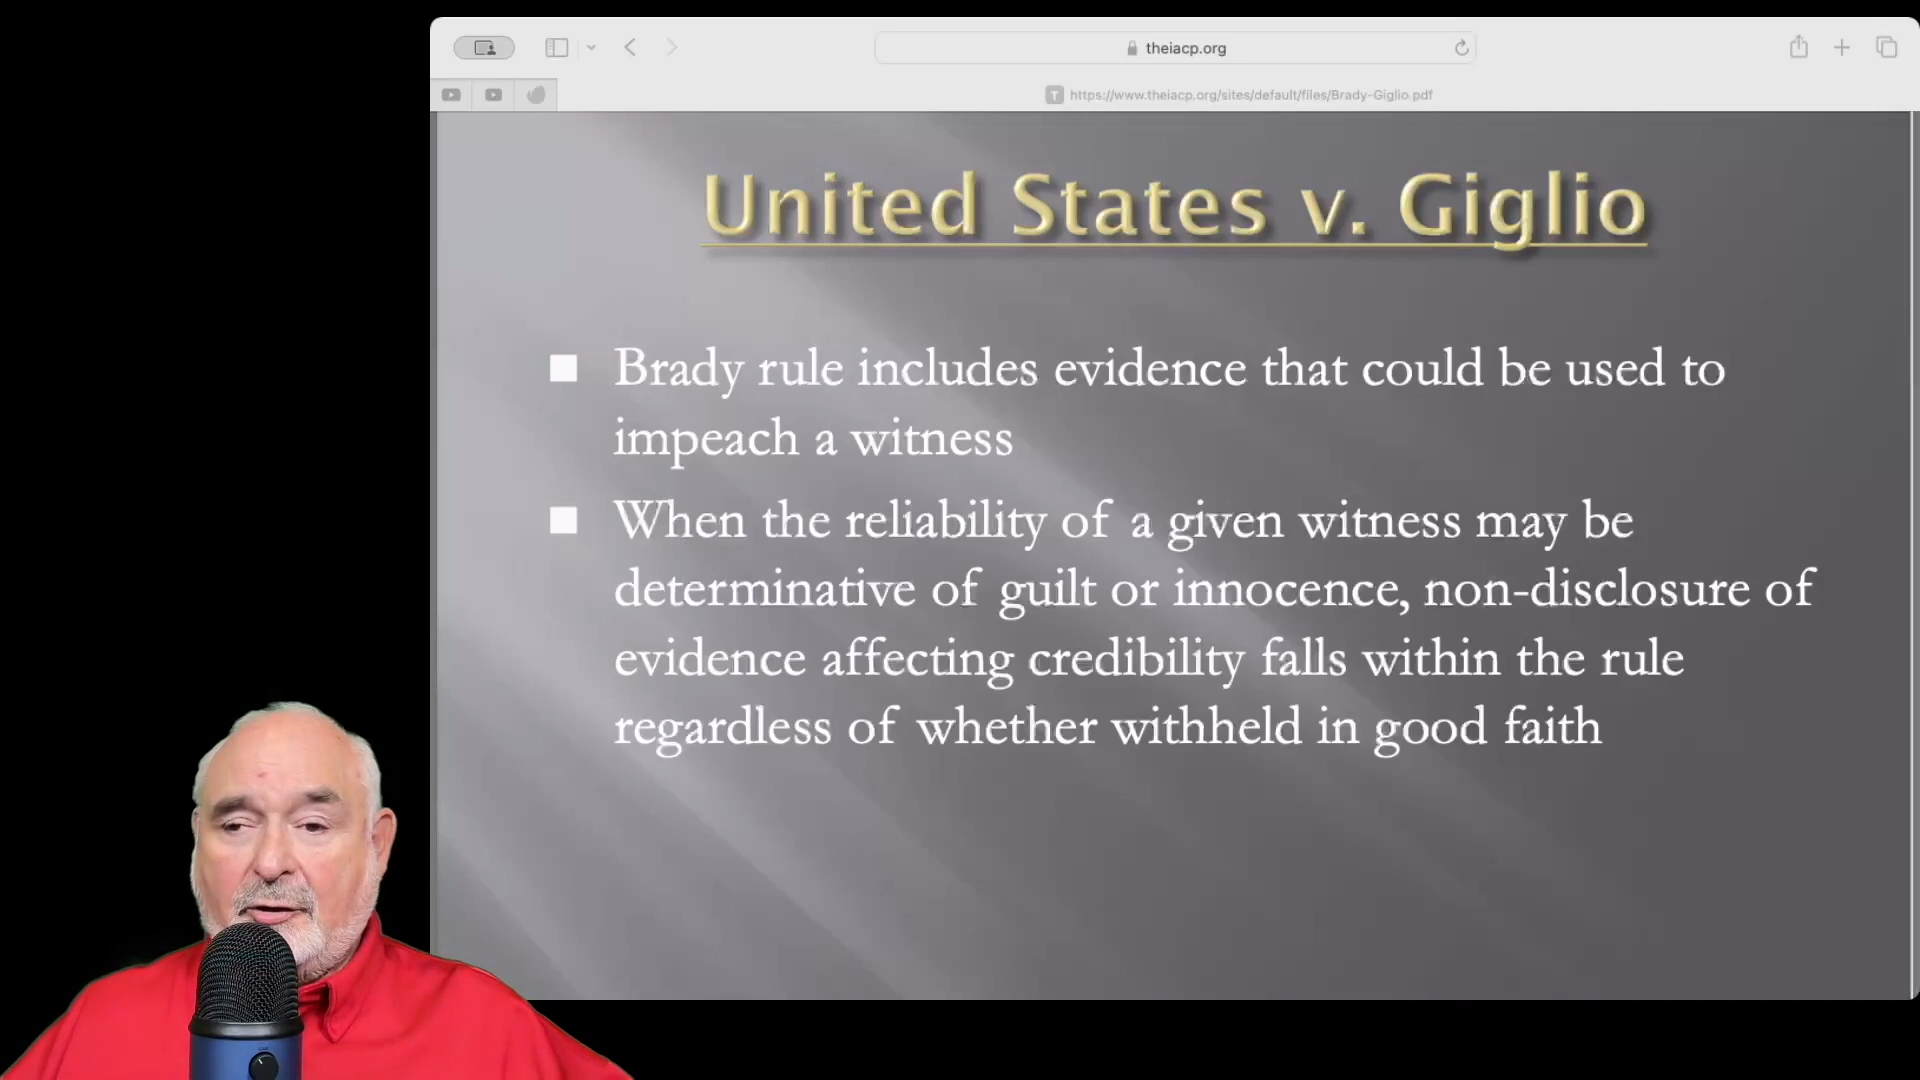 theiacp.org
T https://www.theiacp.org/sites/default/files/Brady-Giglio.pdf
United States v. Giglio
Brady rule includes evidence that could be used to
impeach a witness
When the reliability of a given witness may be
determinative of guilt or innocence, non-disclosure of
evidence affecting credibility falls within the rule
regardless of whether withheld in good faith